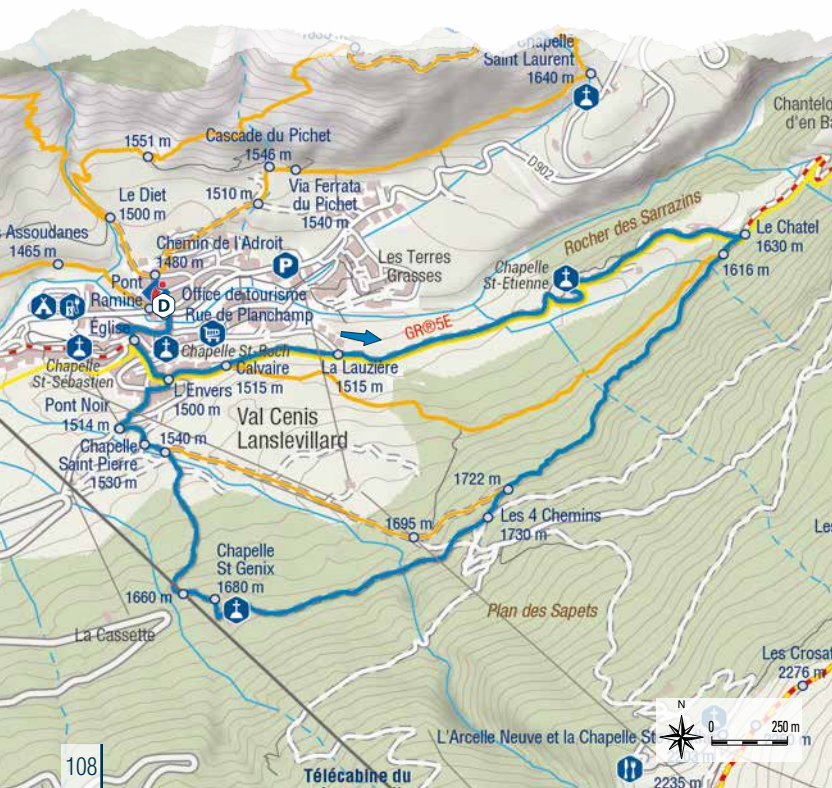 Chapelle
Saint Laurent
1640 m
Chantelo
d'en Ba
1551 m
Cascade du Pichet
1546 m
D902
Le Diet
1500 m
1510 m
Via Ferrata
du Pichet
1540 m
Rocher des Sarrazins
Assoudanes
1465 m
Chemin de l'Adroit
1480 m
P
Les Terres
Grasses
Le Chatel
1630 m
1616 m
Pont
Ramine
D
Office de tourisme
Rue de Planchamp
Chapelle
St-Etienne
Eglise
GR®5E
Chapelle St-Roch
Chapelle
St-Sébastien
Calvaire
1515 m
La Lauzière
1515 m
L'Envers
1500 m
Pont Noir
1514 m
Val Cenis
Lanslevillard
Chapelle
Saint-Pierre
1530 m
1540 m
1722 m
1695 m
Les 4 Chemins
1730 m
Les
Chapelle
St Genix
1680 m
1660 m
Plan des Sapets
La Cassette
Les Crosat
2276 m
N
0 250 m
L'Arcelle Neuve et la Chapelle St
m
108
Télécabine du
2235 m